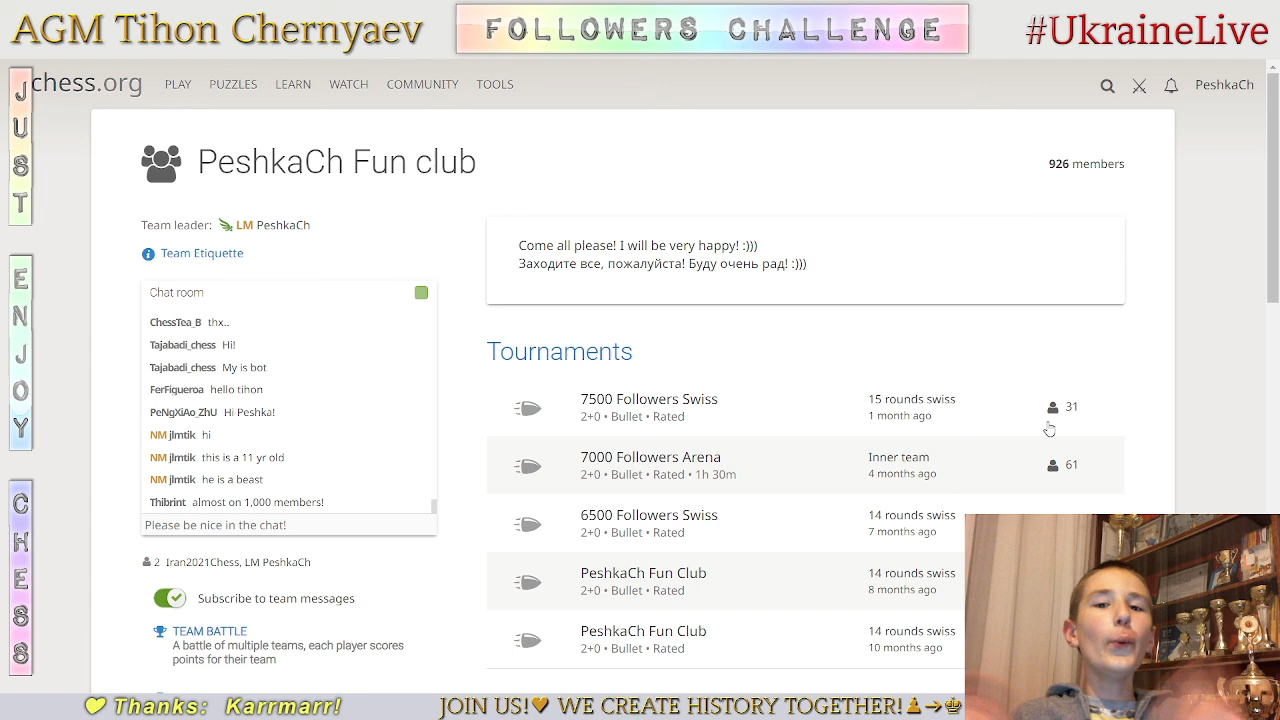 AGM Tihon Chernyaev
FOLLOWERS CHALLENGE
#UkraineLive
JUST
ENJOY
CHESS
chess.org
PLAY PUZZLES LEARN WATCH COMMUNITY TOOLS
PeshkaCh
PeshkaCh Fun club
926 members
Team leader: LM PeshkaCh
Team Etiquette
Come all please! I will be very happy! :)))
Заходите все, пожалуйста! Буду очень рад! :)))
Chat room
ChessTea_B thx..
Tajabadi_chess Hi!
Tajabadi_chess My is bot
FerFigueroa hello tihon
PeNgXiAo_ZhU Hi Peshka!
NM jlmtik hi
NM jlmtik this is a 11 yr old
NM jlmtik he is a beast
Thibrint almost on 1,000 members!
Please be nice in the chat!
2 Iran2021Chess, LM PeshkaCh
Subscribe to team messages
TEAM BATTLE
A battle of multiple teams, each player scores
points for their team
Tournaments
7500 Followers Swiss 15 rounds swiss 31
2+0 • Bullet • Rated 1 month ago
7000 Followers Arena Inner team 61
2+0 • Bullet • Rated • 1h 30m 4 months ago
6500 Followers Swiss 14 rounds swiss
2+0 • Bullet • Rated 7 months ago
PeshkaCh Fun Club 14 rounds swiss
2+0 • Bullet • Rated 8 months ago
PeshkaCh Fun Club 14 rounds swiss
2+0 • Bullet • Rated 10 months ago
Thanks: Karrmarr!
JOIN US!♥ WE CREATE HISTORY TOGETHER!♟→♚